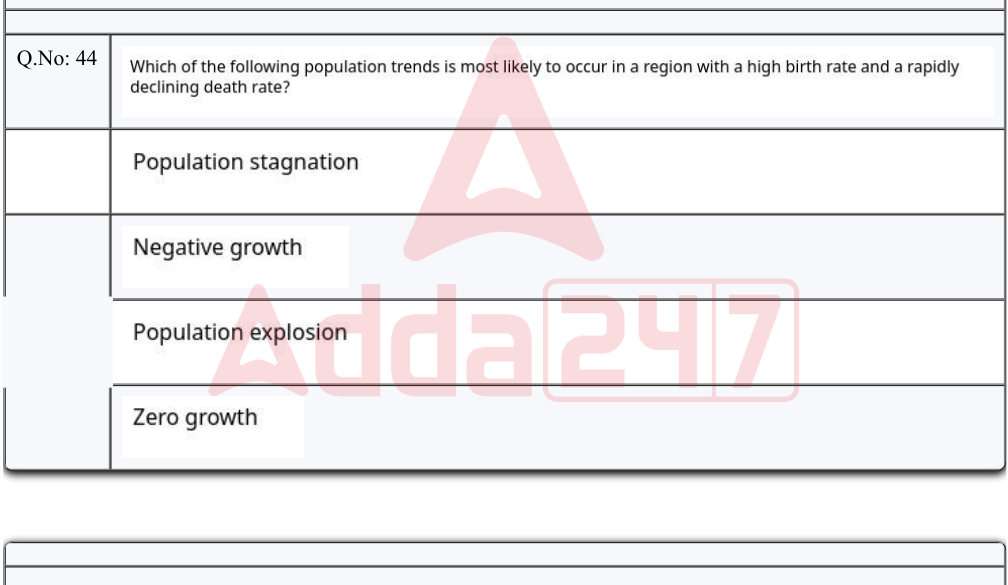 Q.No: 44
Which of the following population trends is most likely to occur in a region with a high birth rate and a rapidly
declining death rate?
Population stagnation
Negative growth
Population explosion
Adda247
Zero growth